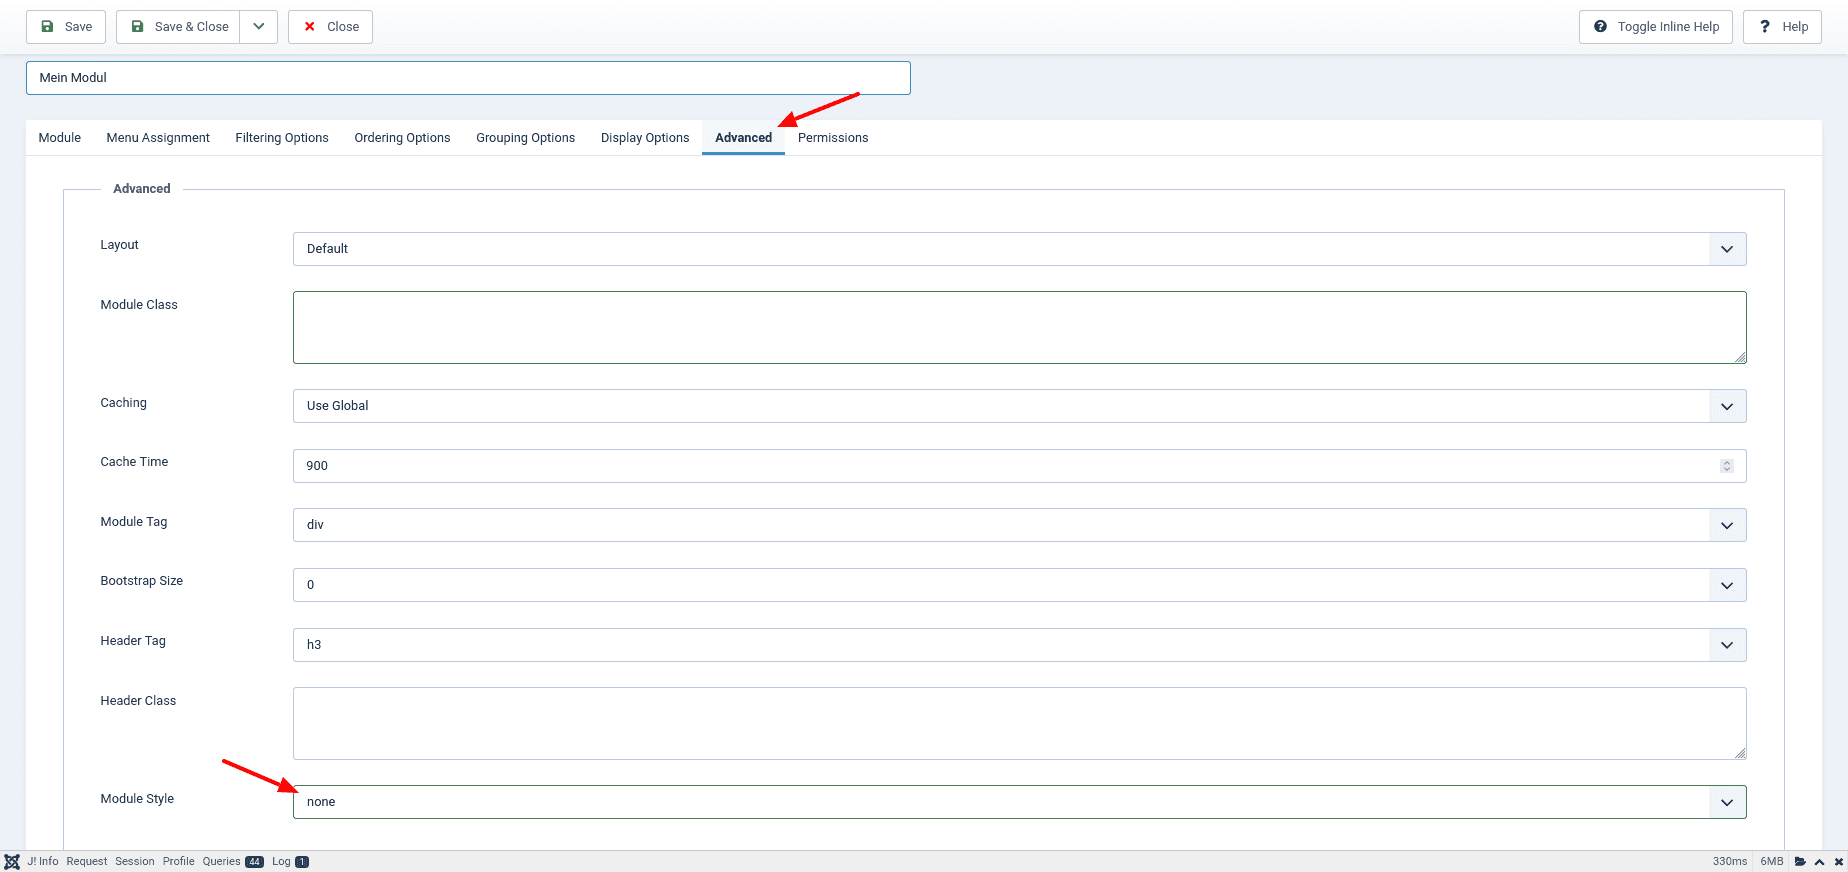 Save Save & Close Close Toggle Inline Help ? Help
Mein Modul
Module Menu Assignment Filtering Options Ordering Options Grouping Options Display Options Advanced Permissions
Advanced
Layout Default
Module Class
Caching Use Global
Cache Time 900
Module Tag div
Bootstrap Size 0
Header Tag h3
Header Class
Module Style none
J! Info Request Session Profile Queries 44 Log 1 330ms 6MB